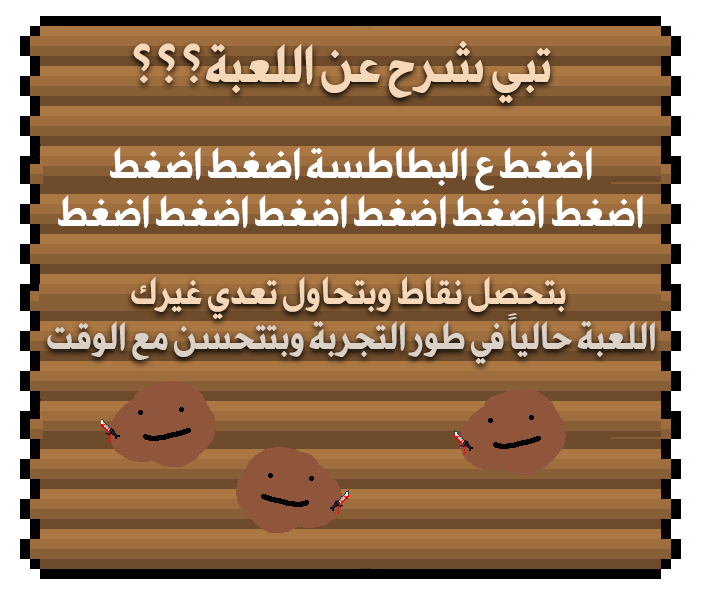 تبي شرح عن اللعبة؟؟؟
اضغط ع البطاطسة اضغط اضغط
اضغط اضغط اضغط اضغط اضغط اضغط
بتحصل نقاط وبتحاول تعدي غيرك
اللعبة حالياً في طور التجربة وبتتحسن مع الوقت